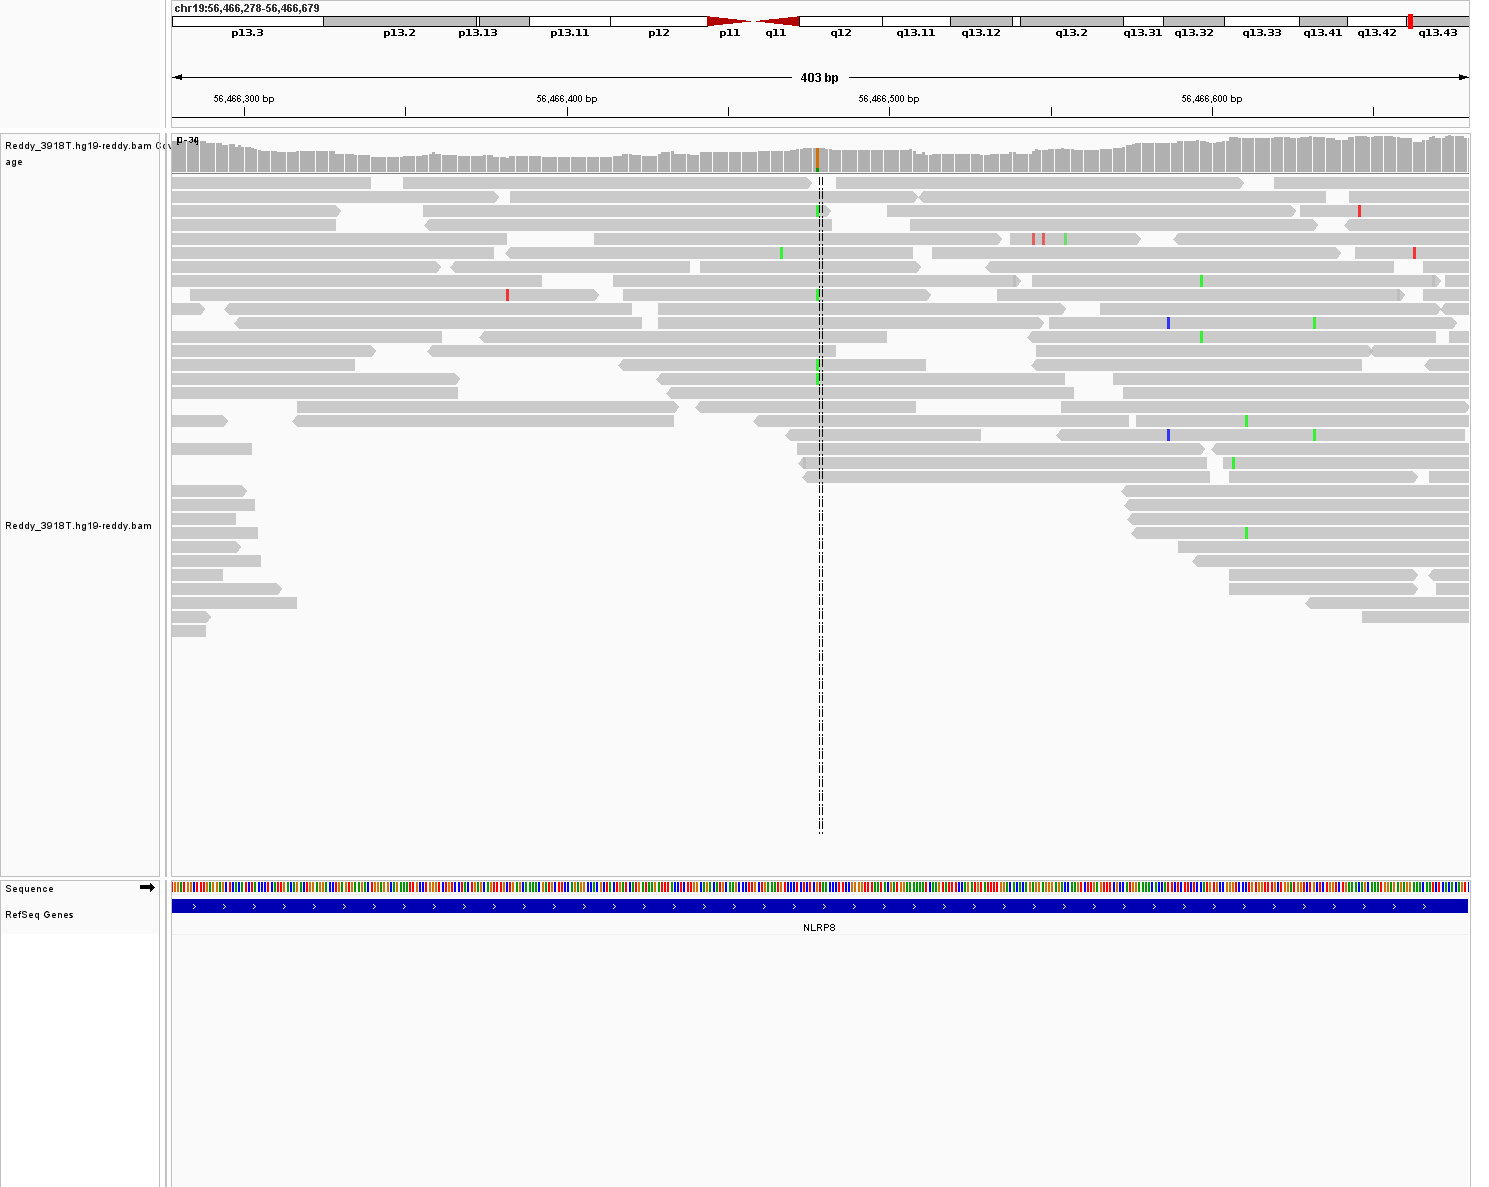 chr19:56,466,278-56,466,679
p13.3 p13.2 p13.13 p13.11 p12 p11 q11 q12 q13.11 q13.12 q13.2 q13.31 q13.32 q13.33 q13.41 q13.42 q13.43
403 bp
56,466,300 bp 56,466,400 bp 56,466,500 bp 56,466,600 bp
Reddy_3918T.hg19-reddy.bam Cov
age
Reddy_3918T.hg19-reddy.bam
Sequence
RefSeq Genes
NLRP8